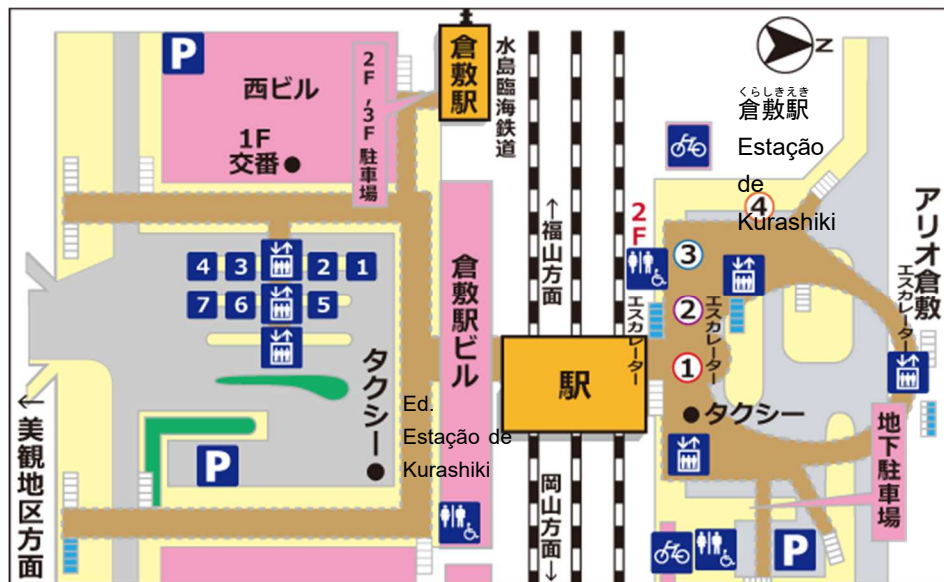 P
西ビル
1F
交番
2F,3F駐車場
倉敷駅
水島臨海鉄道
N
くらしきえき
倉敷駅
Estação
de
Kurashiki
アリオ倉敷
エスカレーター
←福山方面
2F
4
3
2
1
エスカレーター
エスカレーター
4 3 2 1
7 6 5
倉敷駅ビル
駅
タクシー
タクシー
Ed.
Estação de
Kurashiki
←美観地区方面
P
岡山方面→
地下駐車場
P